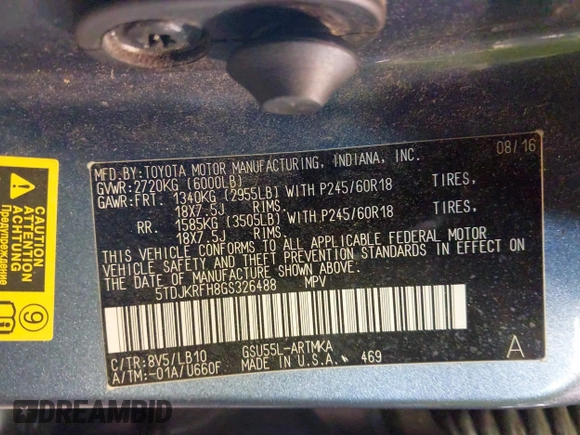 MFD.BY:TOYOTA MOTOR MANUFACTURING, INDIANA, INC. 08/16
GVWR:2720KG (6000LB)
GAWR:FRT. 1340KG (2955LB) WITH P245/60R18 TIRES,
18X7.5J RIMS
RR. 1585KG (3505LB) WITH P245/60R18 TIRES,
18X7.5J RIMS
THIS VEHICLE CONFORMS TO ALL APPLICABLE FEDERAL MOTOR
VEHICLE SAFETY AND THEFT PREVENTION STANDARDS IN EFFECT ON
THE DATE OF MANUFACTURE SHOWN ABOVE.
5TDJKRFH8GS326488 MPV
C/TR:8V5/LB10 GSU55L-ARTMKA
A/TM:-01A/U660F MADE IN U.S.A. 469
A
CAUTION
ATTENTION
ACHTUNG
Предупреждение
9
DREAMBID